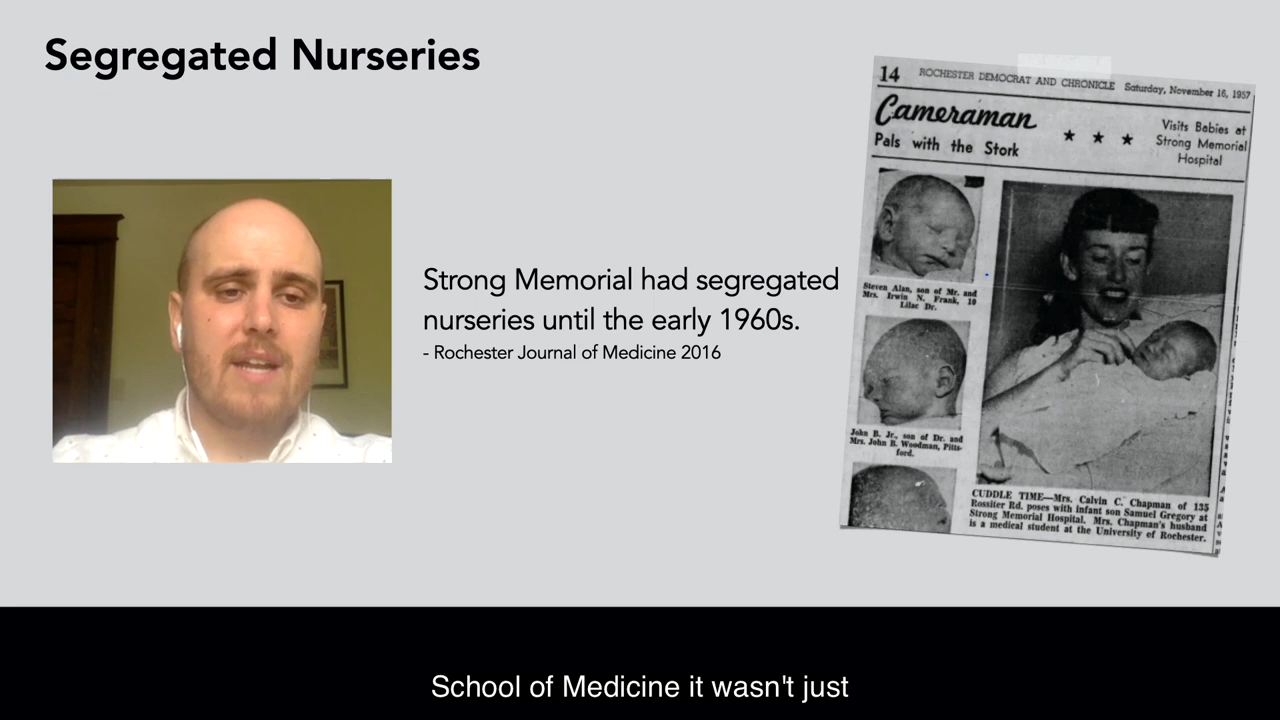 Segregated Nurseries
Strong Memorial had segregated
nurseries until the early 1960s.
- Rochester Journal of Medicine 2016
14 ROCHESTER DEMOCRAT AND CHRONICLE Saturday, November 16, 1957
Cameraman
Pals with the Stork
★ ★ ★
Visits Babies at
Strong Memorial
Hospital
Steven Alan, son of Mr. and
Mrs. Irwin N. Frank, 10
Lilac Dr.
John B. Jr., son of Dr. and
Mrs. John B. Woodman, Pitts-
ford.
CUDDLE TIME—Mrs. Calvin C. Chapman of 135
Rossiter Rd. poses with infant son Samuel Gregory at
Strong Memorial Hospital. Mrs. Chapman's husband
is a medical student at the University of Rochester.
School of Medicine it wasn't just